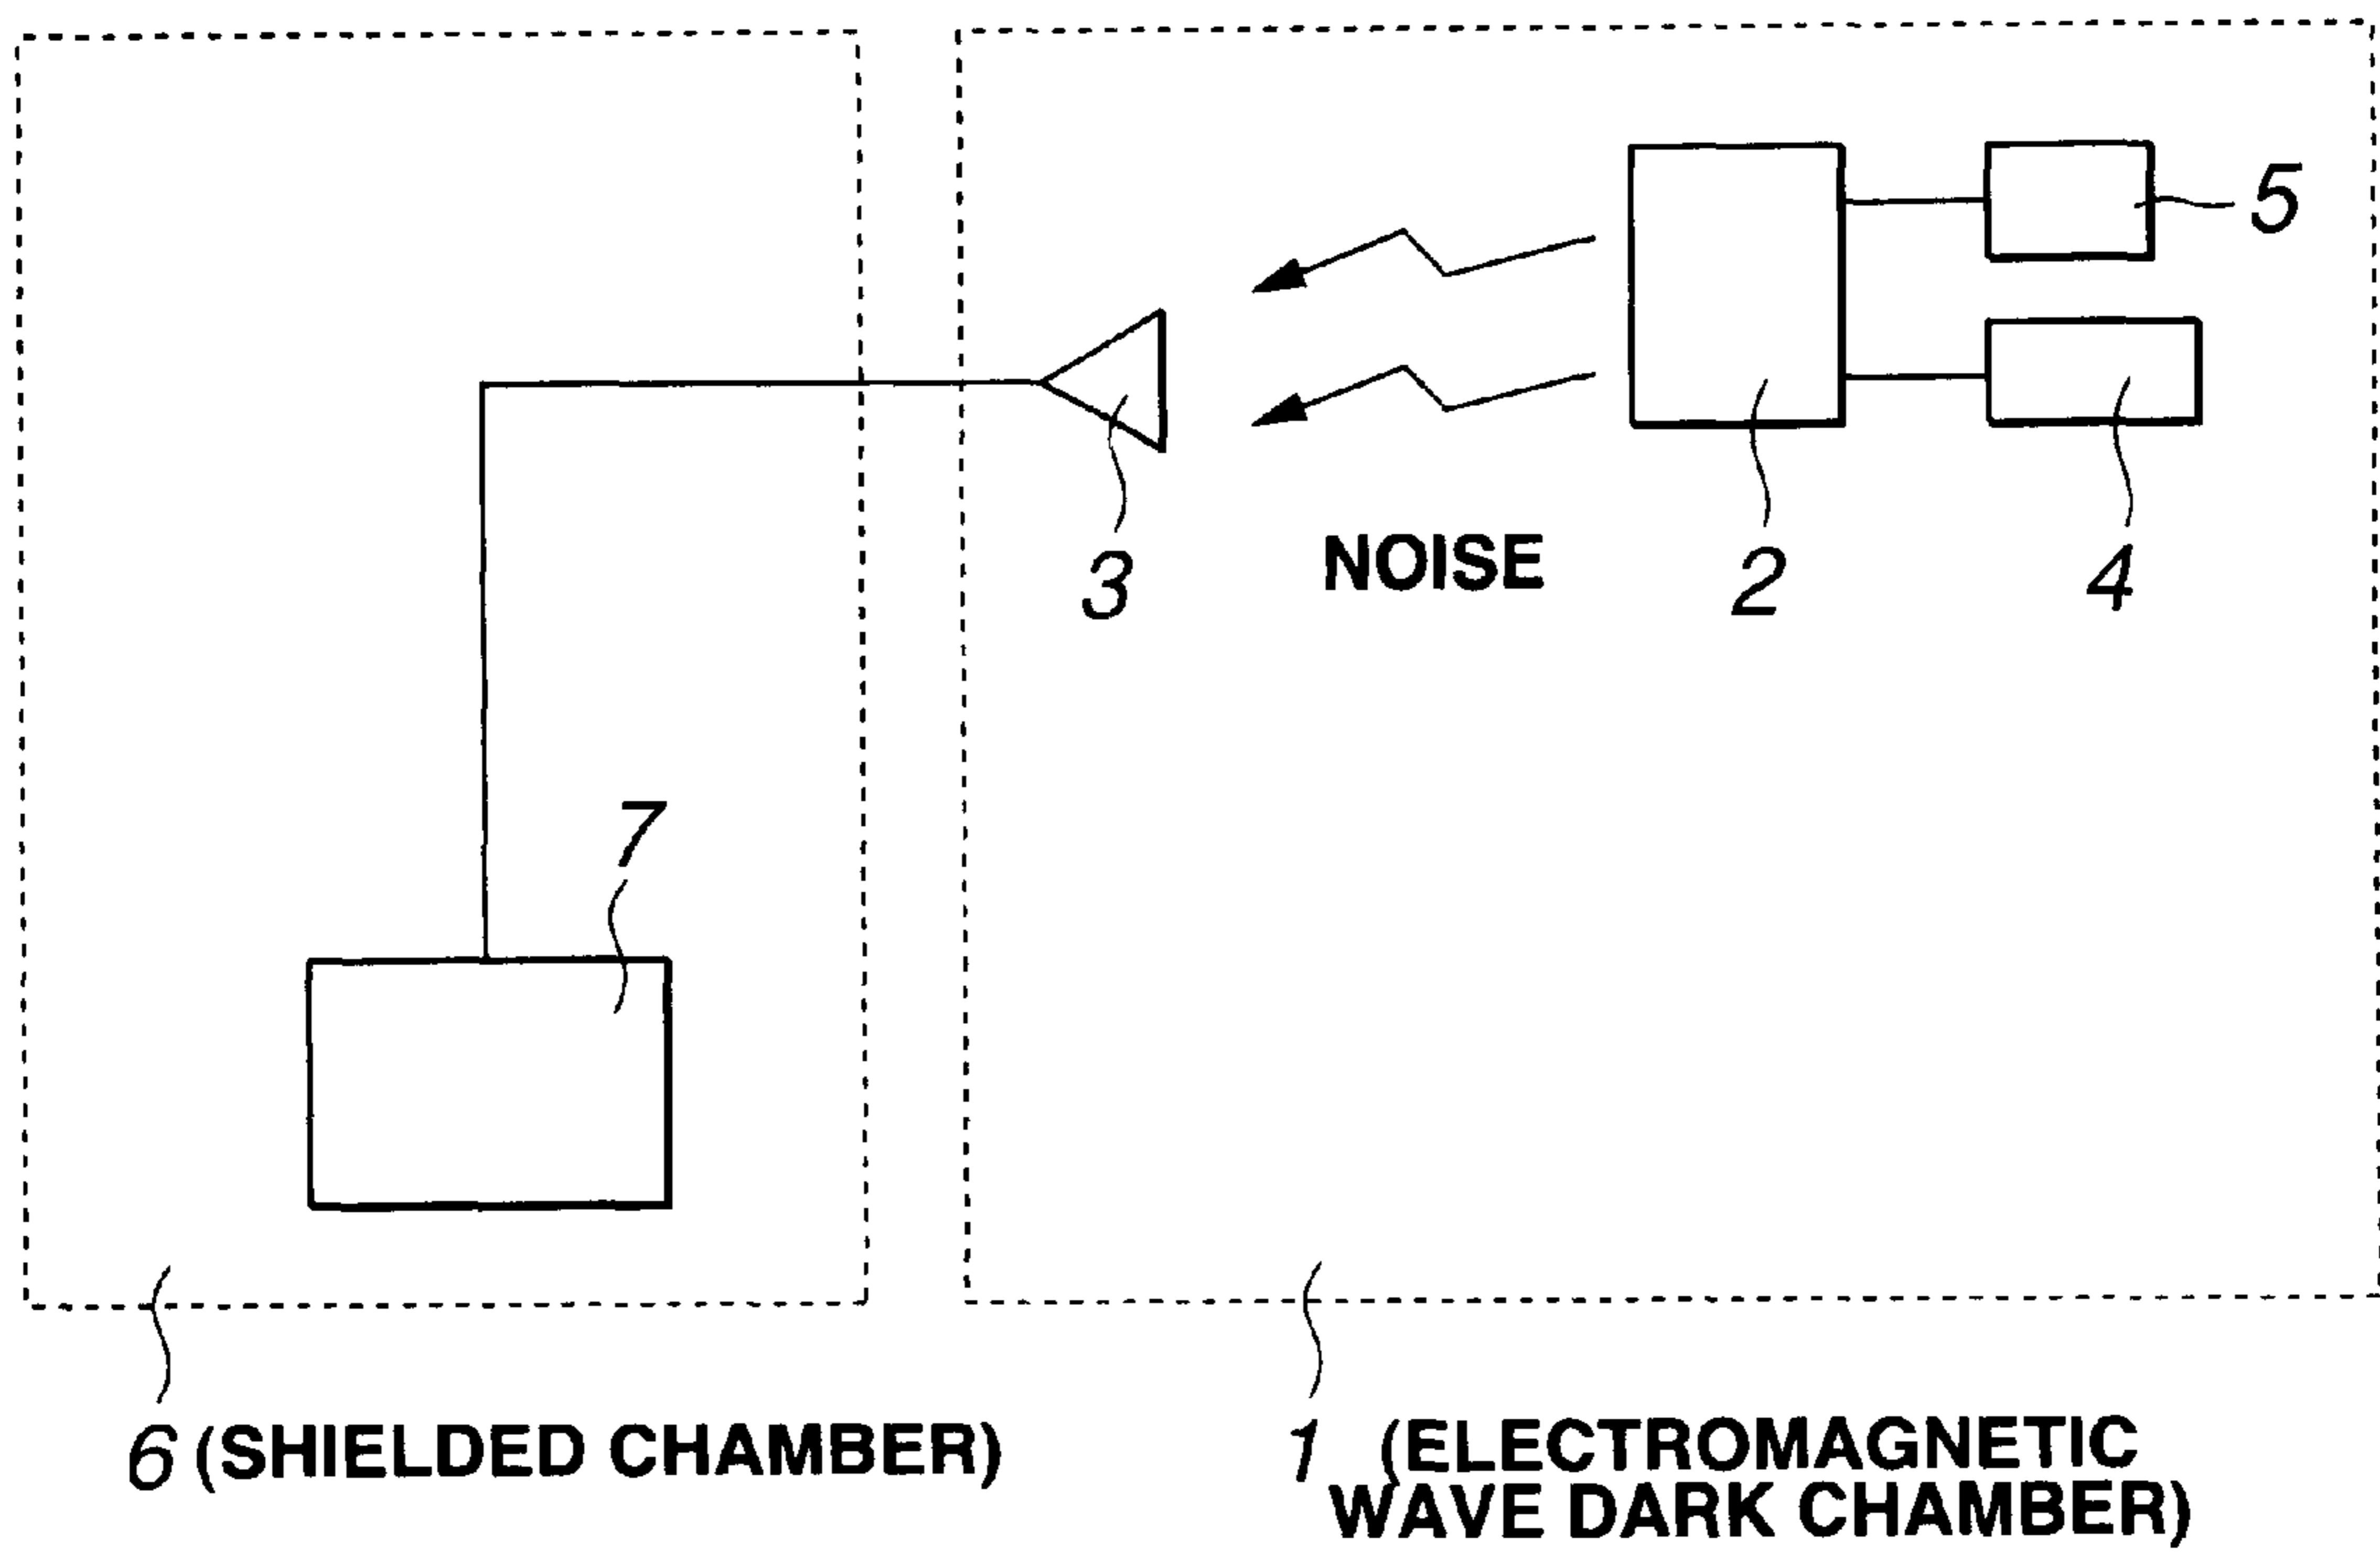 5
3
NOISE
2
4
7
6 (SHIELDED CHAMBER)
1 (ELECTROMAGNETIC
WAVE DARK CHAMBER)